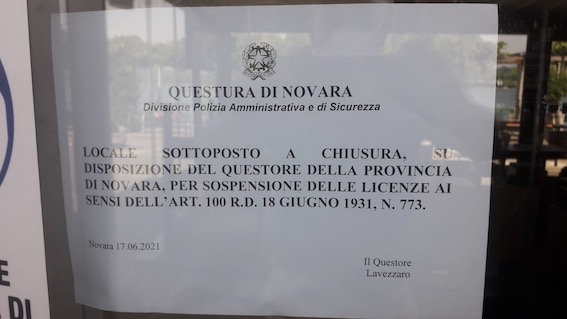 QUESTURA DI NOVARA
Divisione Polizia Amministrativa e di Sicurezza
LOCALE SOTTOPOSTO A CHIUSURA, SU
DISPOSIZIONE DEL QUESTORE DELLA PROVINCIA
DI NOVARA, PER SOSPENSIONE DELLE LICENZE AI
SENSI DELL'ART. 100 R.D. 18 GIUGNO 1931, N. 773.
Novara 17.06.2021
Il Questore
Lavezzaro
E
A DI